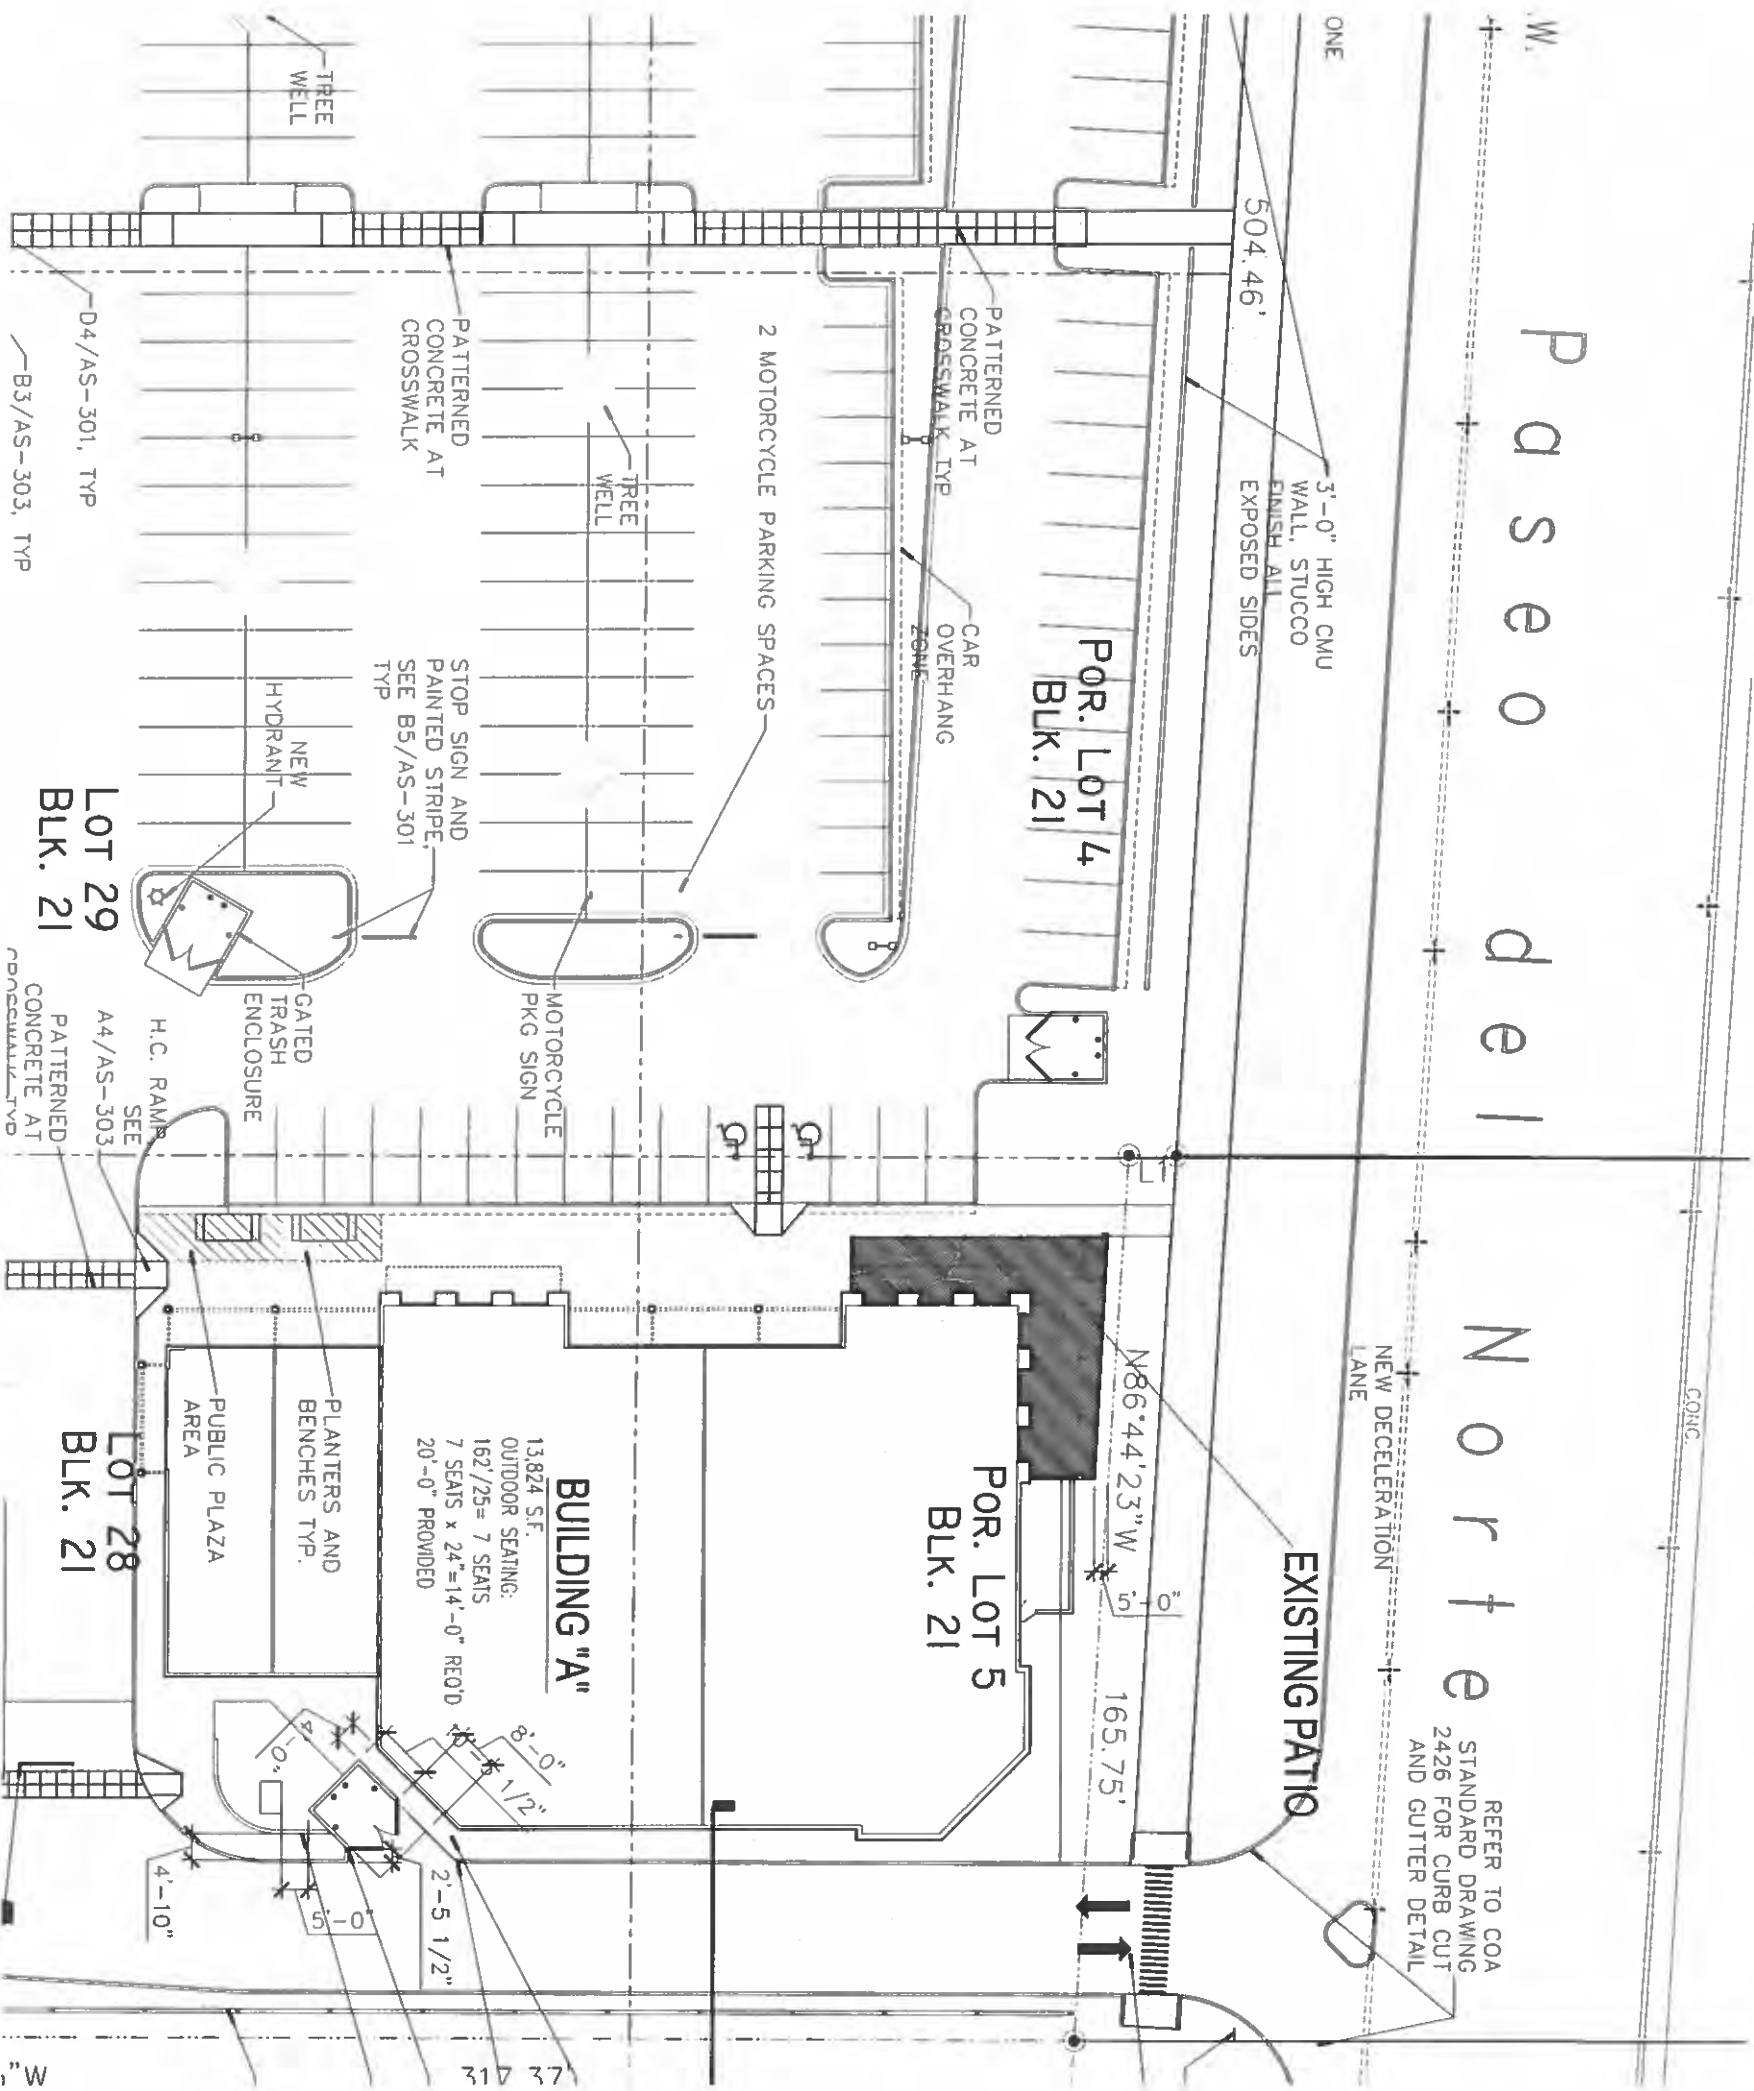 W.
ONE
Paseo del Norte
CONC.
504.46'
3'-0" HIGH CMU
WALL, STUCCO
FINISH ALL
EXPOSED SIDES
NEW DECELERATION
LANE
REFER TO COA
STANDARD DRAWING
2426 FOR CURB CUT
AND GUTTER DETAIL
EXISTING PATIO
L1
N86°44'23"W
165.75'
5'-0"
POR. LOT 4
BLK. 21
POR. LOT 5
BLK. 21
PATTERNED
CONCRETE AT
CROSSWALK TYP
CAR
OVERHANG
ZONE
2 MOTORCYCLE PARKING SPACES
TREE
WELL
TREE
WELL
PATTERNED
CONCRETE AT
CROSSWALK
STOP SIGN AND
PAINTED STRIPE,
SEE B5/AS-301
TYP
MOTORCYCLE
PKG SIGN
NEW
HYDRANT
GATED
TRASH
ENCLOSURE
D4/AS-301, TYP
B3/AS-303, TYP
LOT 29
BLK. 21
H.C. RAMP,
SEE
A4/AS-303
PATTERNED
CONCRETE AT
CROSSWALK TYP
BUILDING "A"
13,824 S.F.
OUTDOOR SEATING:
162'/25= 7 SEATS
7 SEATS x 24"=14'-0" REQ'D
20'-0" PROVIDED
PLANTERS AND
BENCHES TYP.
PUBLIC PLAZA
AREA
LOT 28
BLK. 21
8'-0"
1/2"
4'-0"
2'-5 1/2"
5'-0"
4'-10"
317.37'
"W